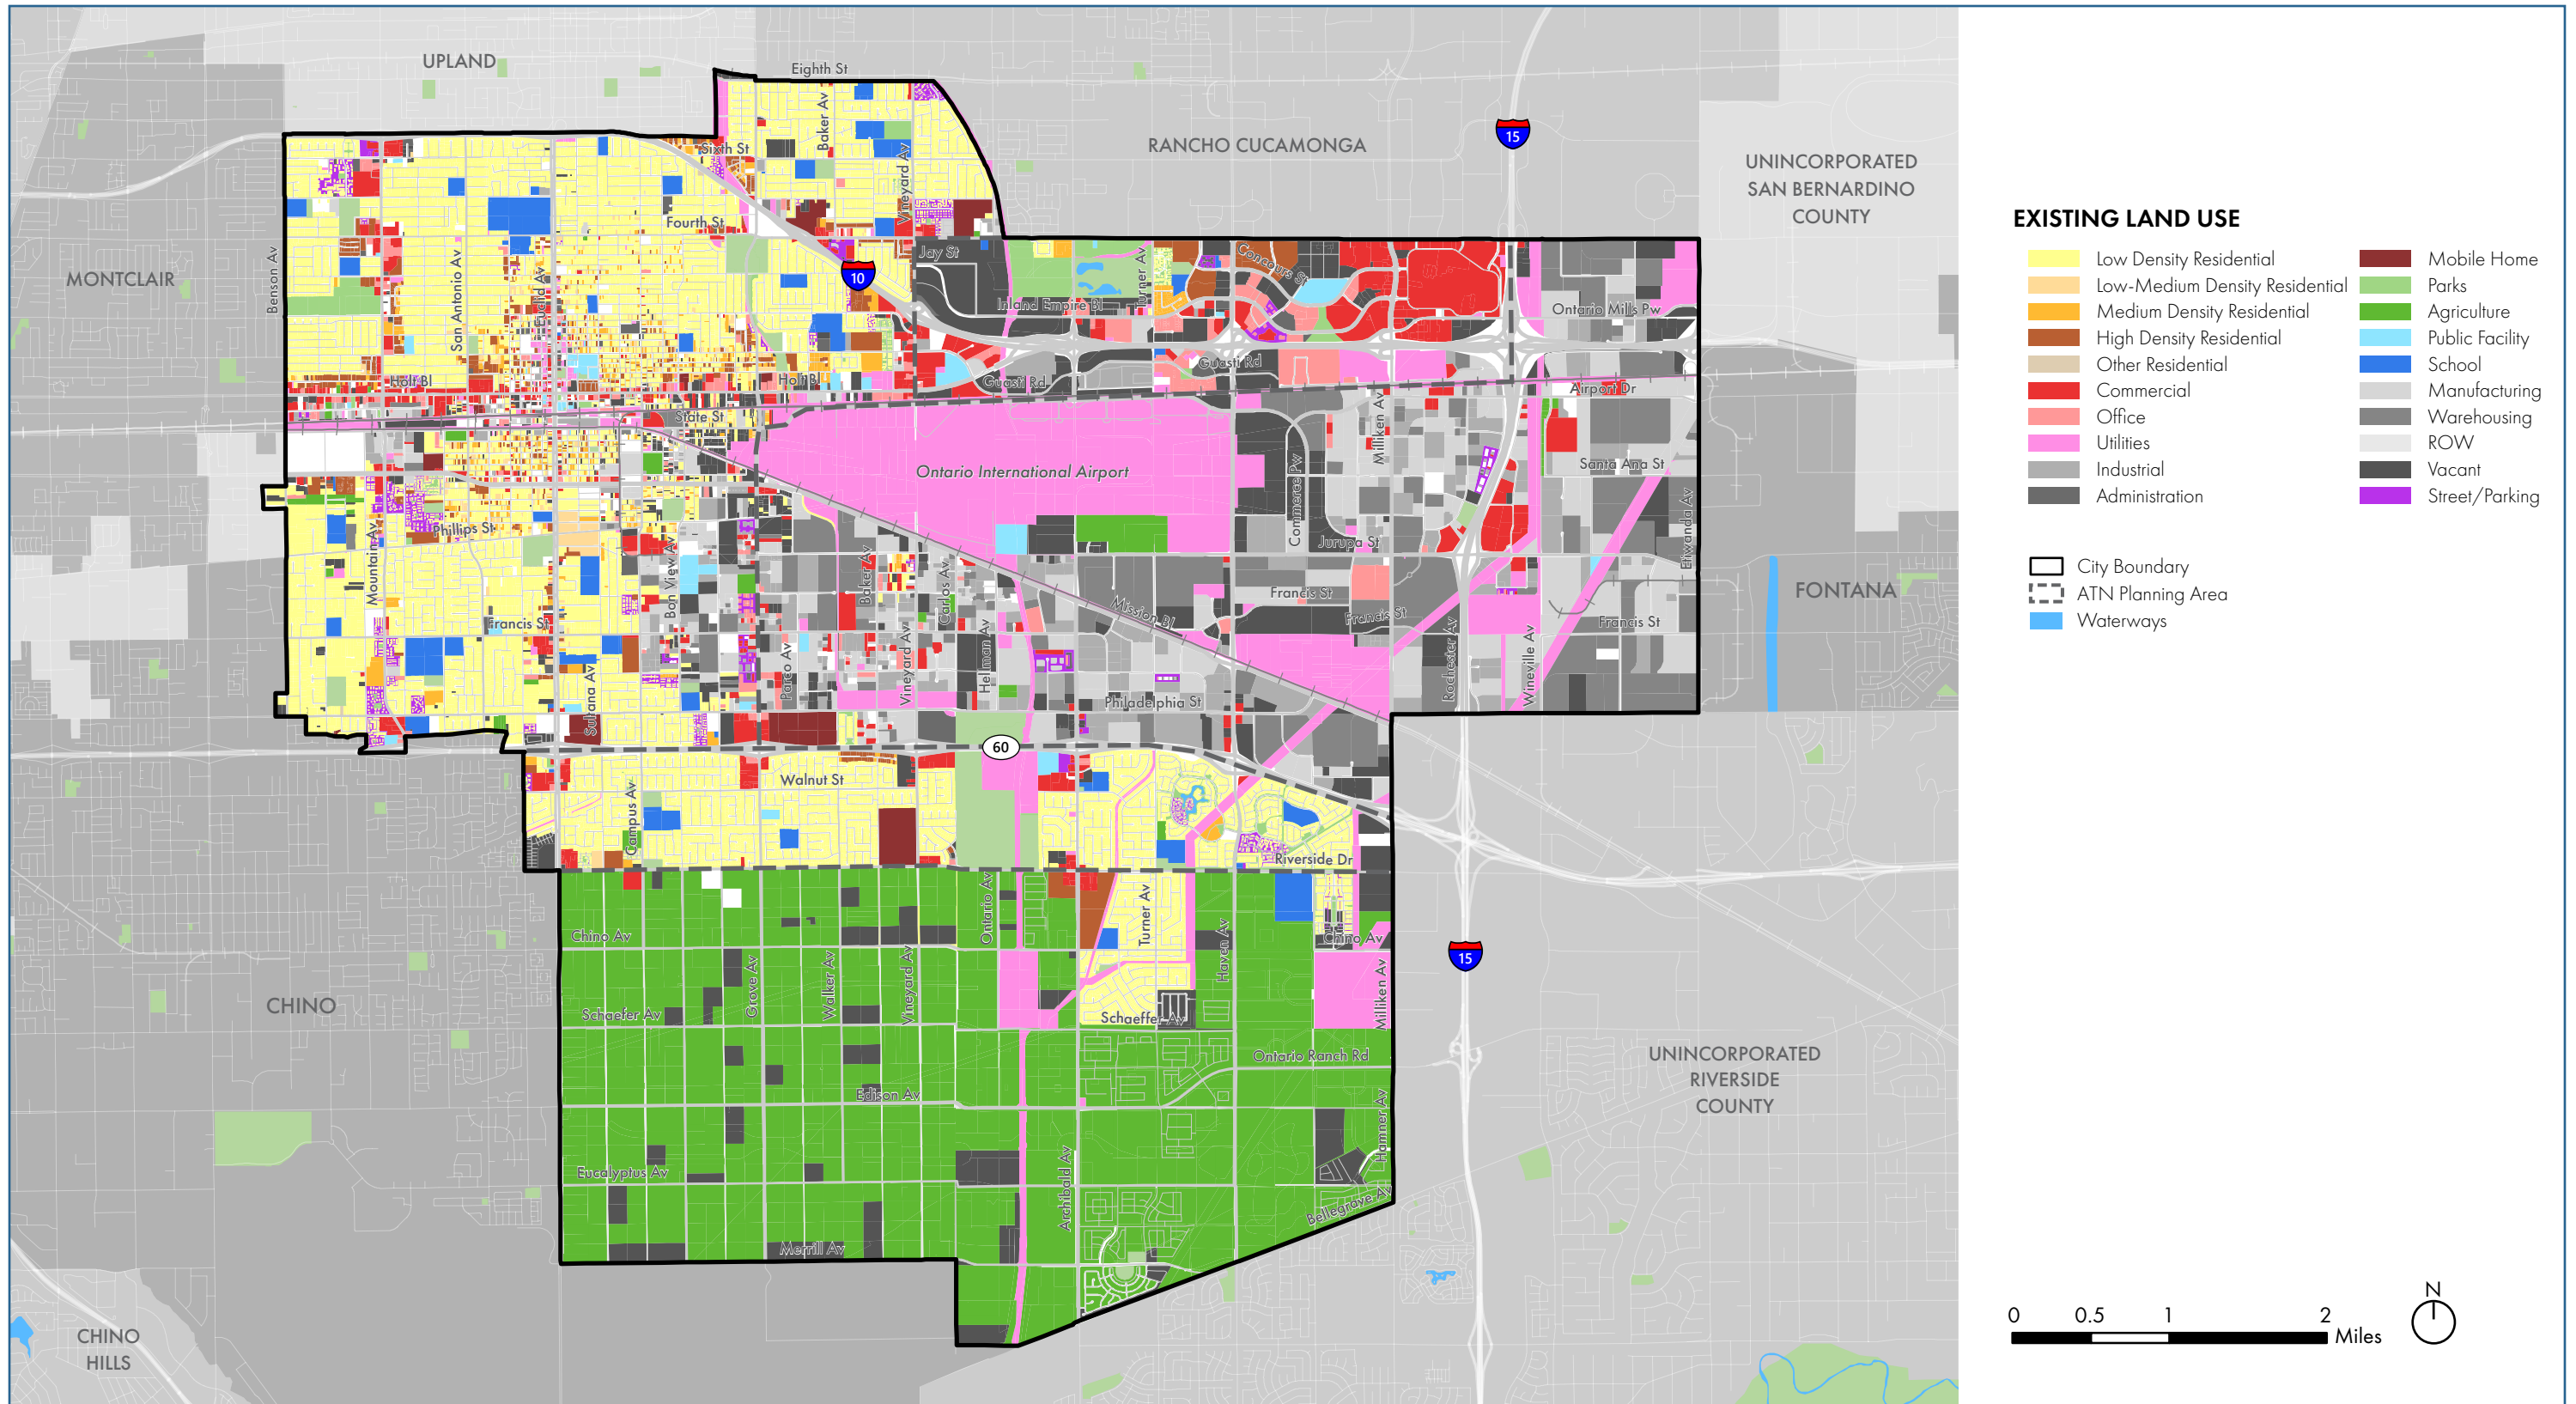 UPLAND
Eighth St
Baker Av
Sixth St
Vineyard Av
RANCHO CUCAMONGA
15
UNINCORPORATED
SAN BERNARDINO
COUNTY
MONTCLAIR
Benson Av
San Antonio Av
Euclid Av
Fourth St
10
Jay St
Turner Av
Concours St
Inland Empire Bl
Ontario Mills Pw
Holt Bl
Holt Bl
Guasti Rd
Guasti Rd
Airport Dr
State St
Milliken Av
Ontario International Airport
Commerce Pw
Santa Ana St
Etiwanda Av
Phillips St
Mountain Av
Bon View Av
Baker Av
Carlos Av
Jurupa St
FONTANA
Francis St
Mission Bl
Francis St
Francis St
Francis St
Sultana Av
Parco Av
Vineyard Av
Hellman Av
Rochester Av
Wineville Av
Philadelphia St
60
Walnut St
Campus Av
Riverside Dr
Ontario Av
Turner Av
Haven Av
Chino Av
Chino Av
Grove Av
Walker Av
Vineyard Av
Milliken Av
15
CHINO
Schaefer Av
Schaeffer Av
Ontario Ranch Rd
UNINCORPORATED
RIVERSIDE
COUNTY
Edison Av
Hamner Av
Eucalyptus Av
Archibald Av
Bellegrave Av
Merrill Av
CHINO
HILLS
EXISTING LAND USE
Low Density Residential
Low-Medium Density Residential
Medium Density Residential
High Density Residential
Other Residential
Commercial
Office
Utilities
Industrial
Administration
Mobile Home
Parks
Agriculture
Public Facility
School
Manufacturing
Warehousing
ROW
Vacant
Street/Parking
City Boundary
ATN Planning Area
Waterways
0 0.5 1 2
Miles
N